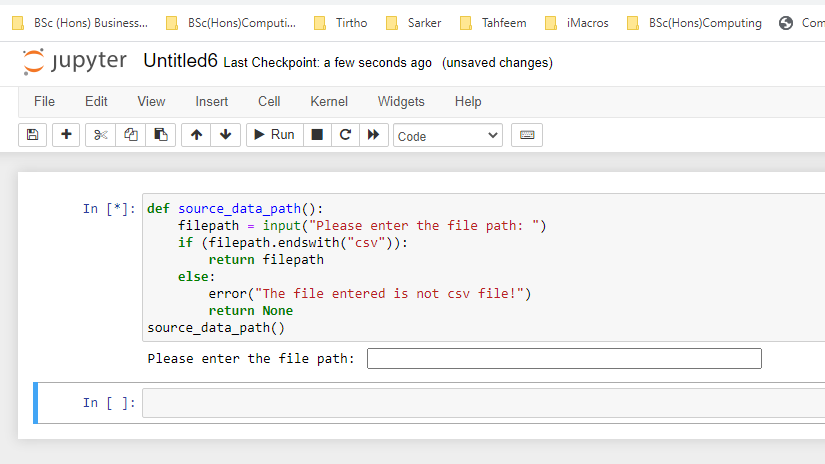 BSc (Hons) Business... BSc(Hons)Computi... Tirtho Sarker Tahfeem iMacros BSc(Hons)Computing Com
jupyter Untitled6 Last Checkpoint: a few seconds ago (unsaved changes)
File Edit View Insert Cell Kernel Widgets Help
Run Code
In [*]: def source_data_path():
filepath = input("Please enter the file path: ")
if (filepath.endswith("csv")):
return filepath
else:
error("The file entered is not csv file!")
return None
source_data_path()
Please enter the file path:
In [ ]: